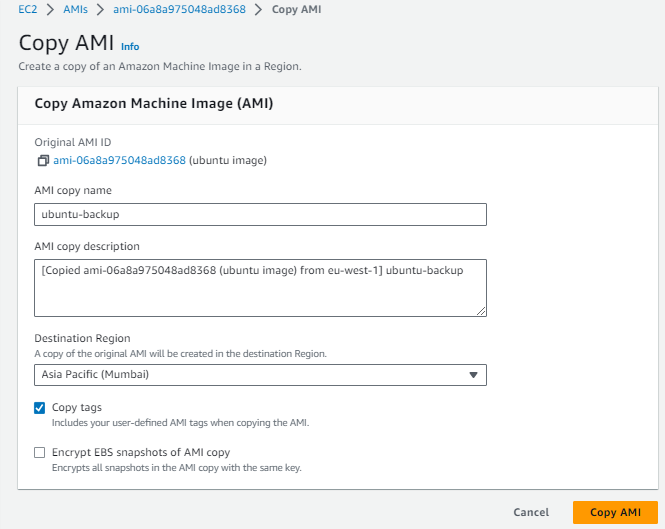 EC2 > AMIs > ami-06a8a975048ad8368 > Copy AMI
Copy AMI Info
Create a copy of an Amazon Machine Image in a Region.
Copy Amazon Machine Image (AMI)
Original AMI ID
ami-06a8a975048ad8368 (ubuntu image)
AMI copy name
ubuntu-backup
AMI copy description
[Copied ami-06a8a975048ad8368 (ubuntu image) from eu-west-1] ubuntu-backup
Destination Region
A copy of the original AMI will be created in the destination Region.
Asia Pacific (Mumbai)
Copy tags
Includes your user-defined AMI tags when copying the AMI.
Encrypt EBS snapshots of AMI copy
Encrypts all snapshots in the AMI copy with the same key.
Cancel Copy AMI